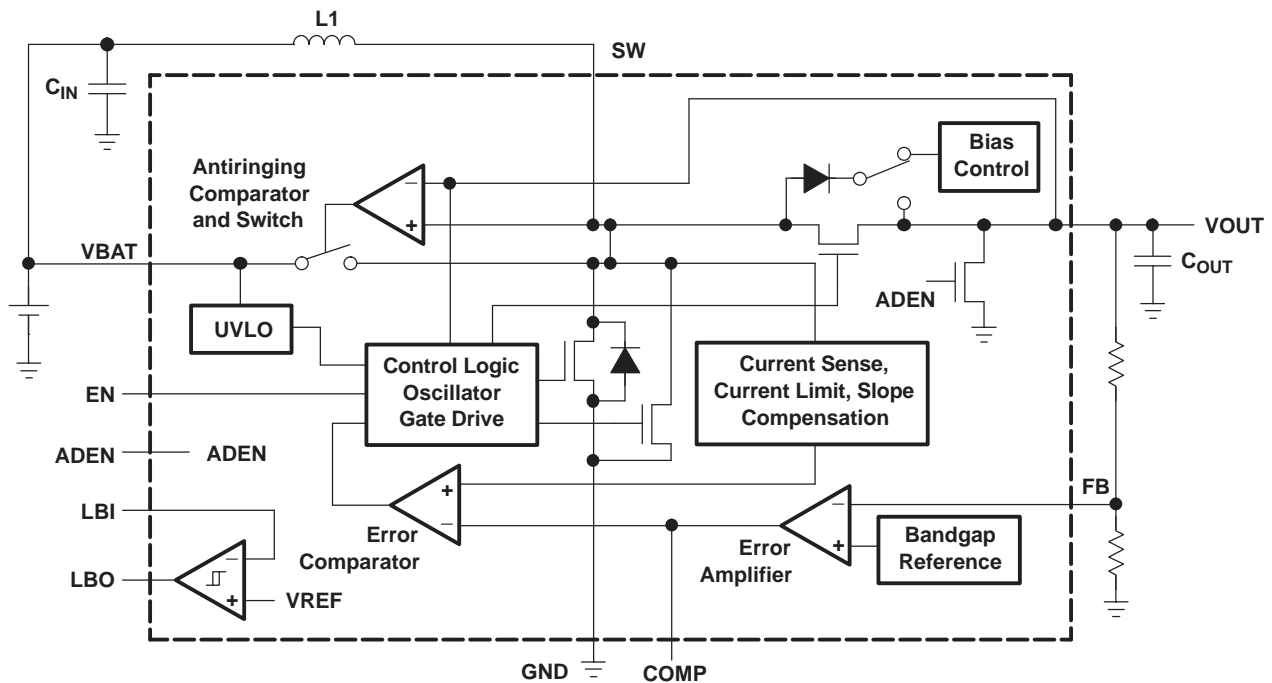 L1
SW
CIN
Bias
Control
Antiringing
Comparator
and Switch
−
+
VOUT
VBAT
COUT
ADEN
UVLO
Control Logic
Oscillator
Gate Drive
Current Sense,
Current Limit, Slope
Compensation
EN
ADEN
ADEN
+
−
FB
LBI
−
+
Error
Comparator
Error
Amplifier
Bandgap
Reference
−
+
LBO
VREF
GND
COMP